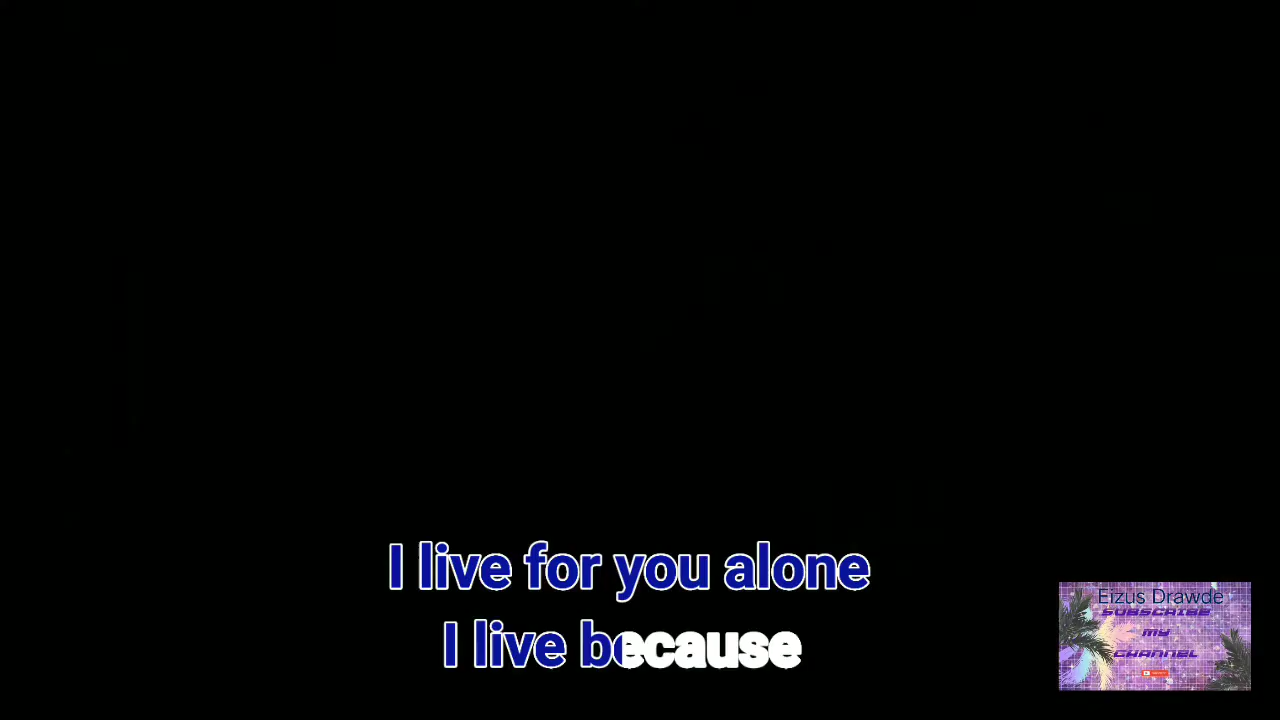 I live for you alone
I live because
Eizus Drawde
SUBSCRIBE
MY
CHANNEL